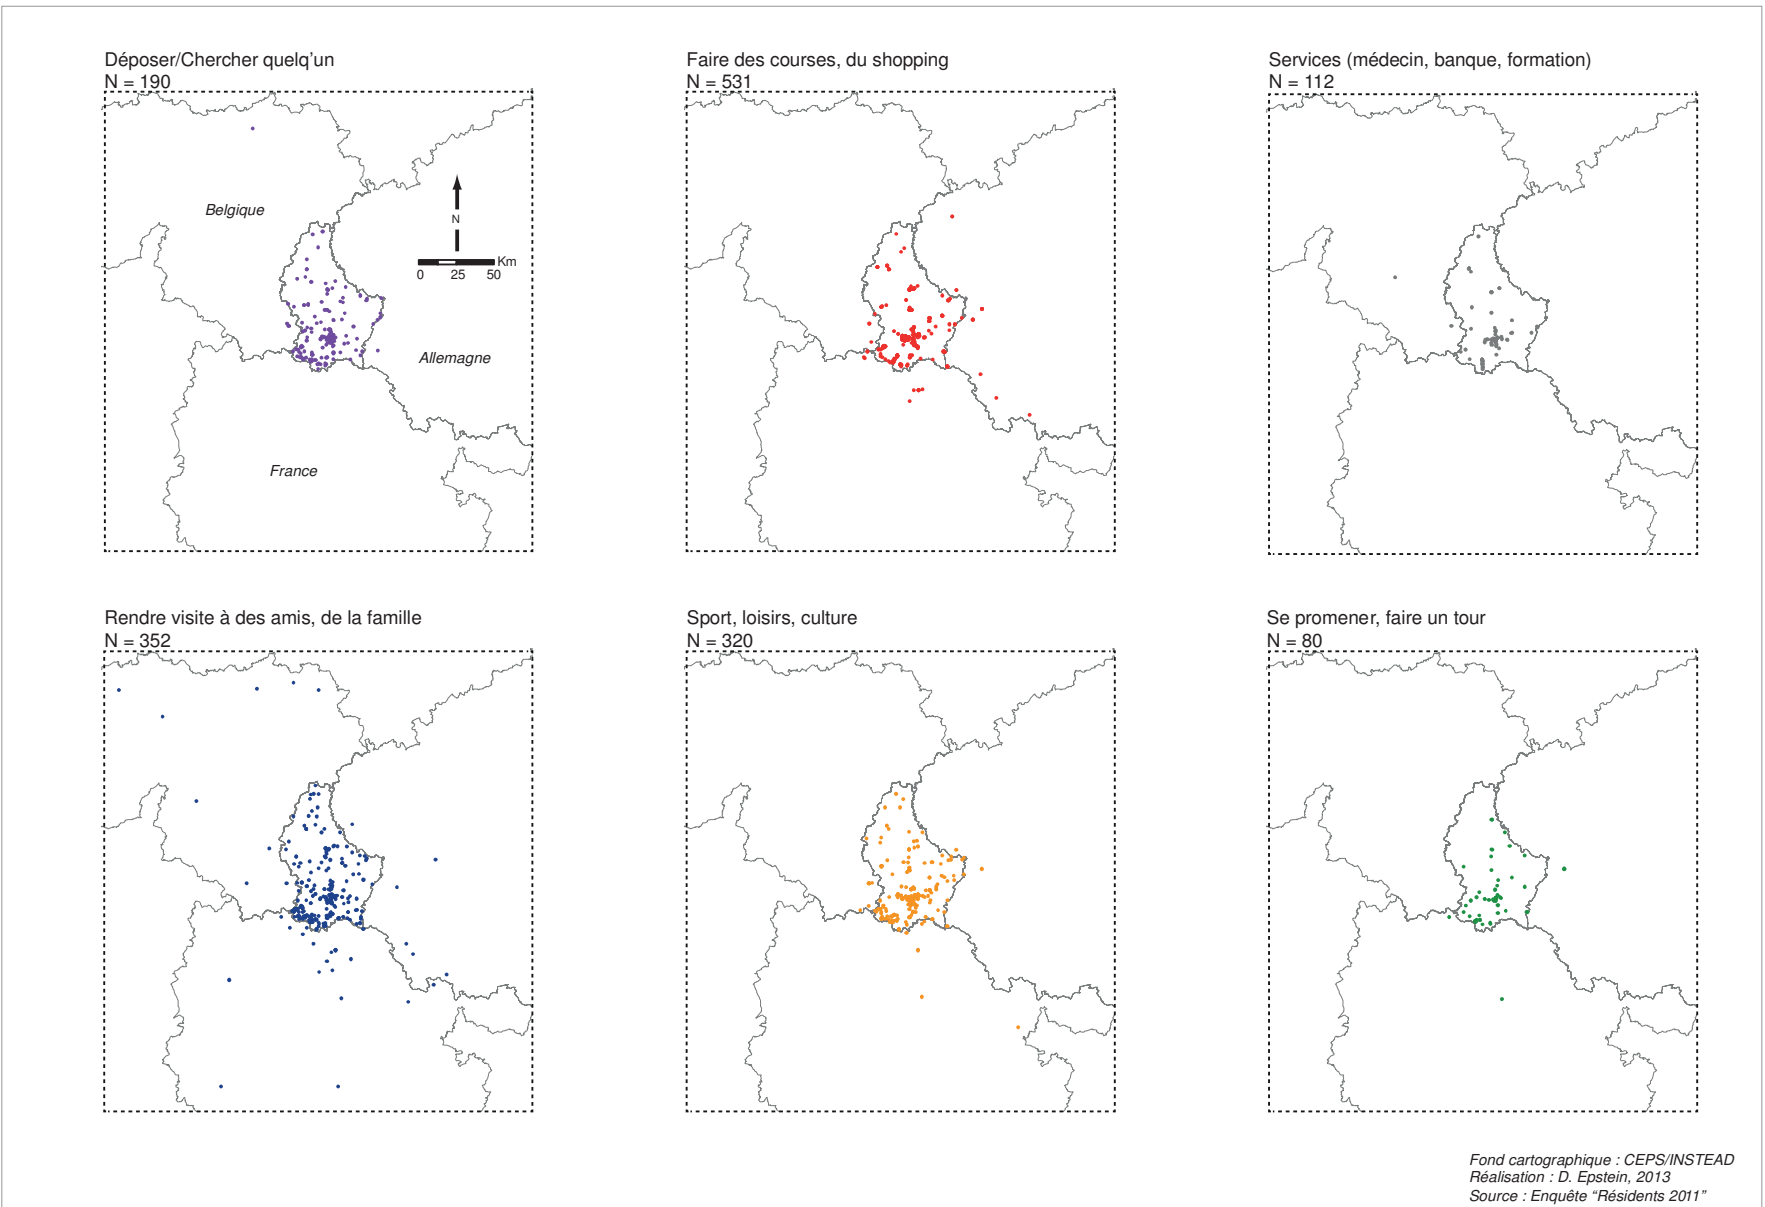 Déposer/Chercher quelq'un
N = 190
Faire des courses, du shopping
N = 531
Services (médecin, banque, formation)
N = 112
Belgique
N
Km
0 25 50
Allemagne
France
Rendre visite à des amis, de la famille
N = 352
Sport, loisirs, culture
N = 320
Se promener, faire un tour
N = 80
Fond cartographique : CEPS/INSTEAD
Réalisation : D. Epstein, 2013
Source : Enquête “Résidents 2011”